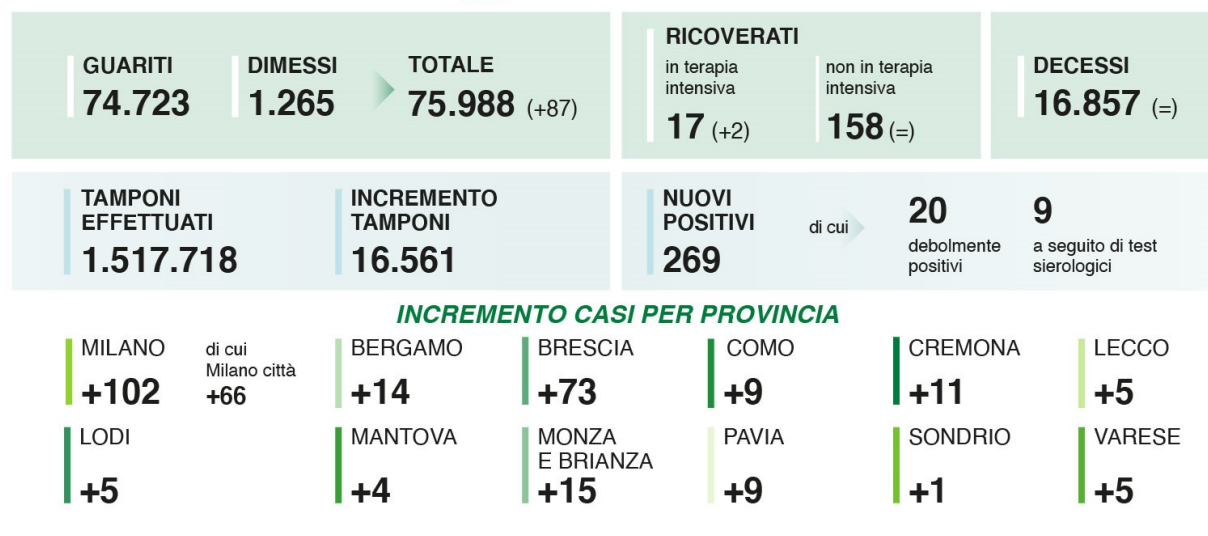 GUARITI
74.723
DIMESSI
1.265
TOTALE
75.988 (+87)
RICOVERATI
in terapia
intensiva
17 (+2)
non in terapia
intensiva
158 (=)
DECESSI
16.857 (=)
TAMPONI
EFFETTUATI
1.517.718
INCREMENTO
TAMPONI
16.561
NUOVI
POSITIVI
269
di cui
20
debolmente
positivi
9
a seguito di test
sierologici
INCREMENTO CASI PER PROVINCIA
MILANO
+102
di cui
Milano città
+66
BERGAMO
+14
BRESCIA
+73
COMO
+9
CREMONA
+11
LECCO
+5
LODI
+5
MANTOVA
+4
MONZA
E BRIANZA
+15
PAVIA
+9
SONDRIO
+1
VARESE
+5